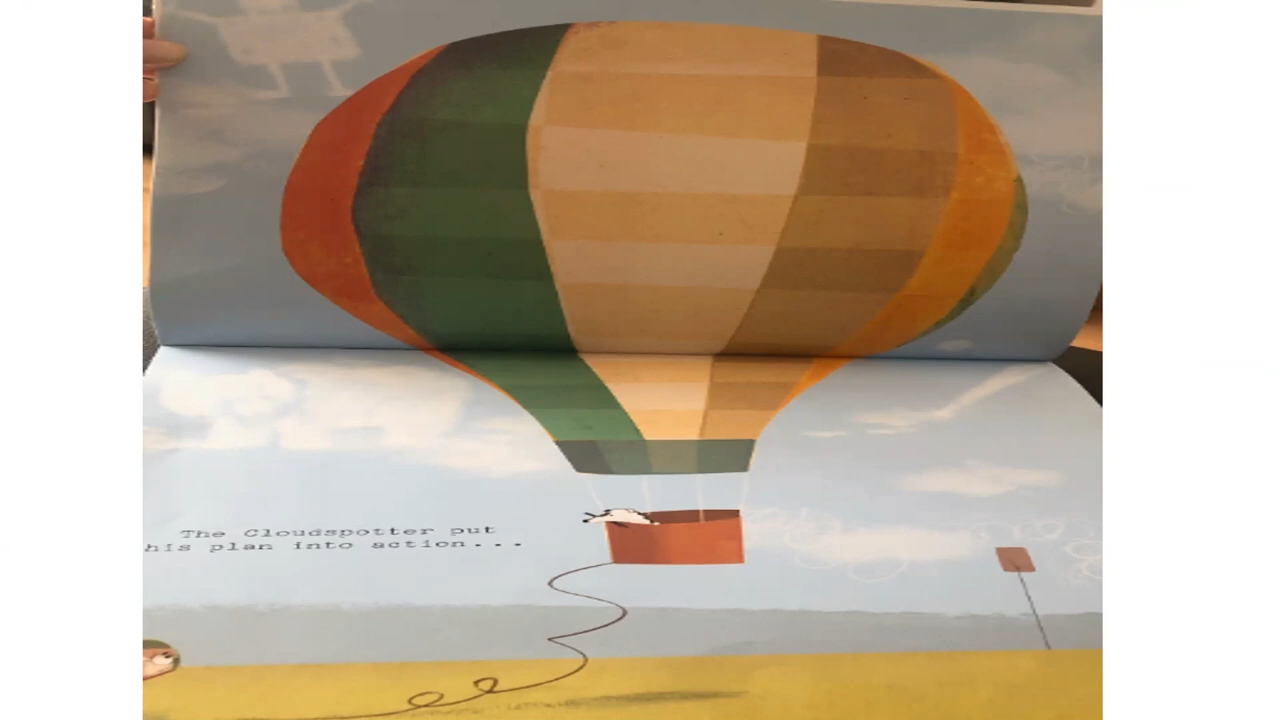 The Cloudspotter put
his plan into action...